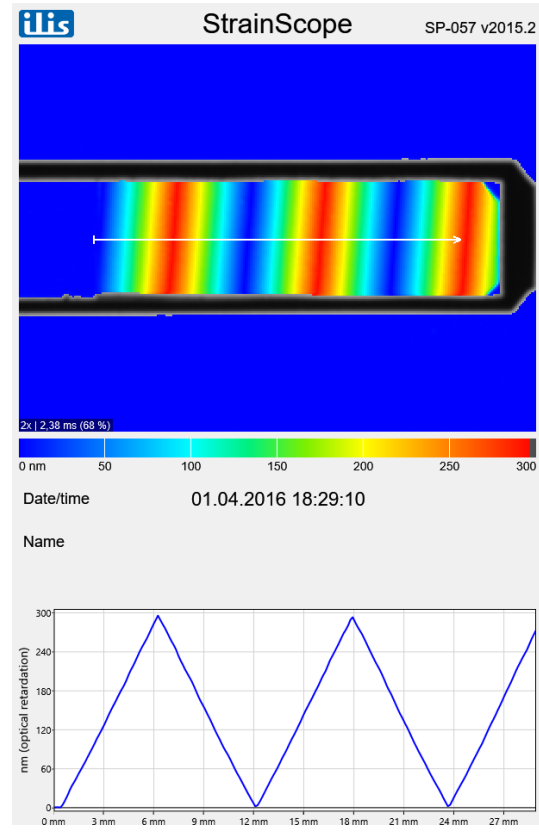 ilis StrainScope SP-057 v2015.2
2x | 2,38 ms (68 %)
0 nm 50 100 150 200 250 300
Date/time 01.04.2016 18:29:10
Name
nm (optical retardation)
300
240
180
120
60
0
0 mm 3 mm 6 mm 9 mm 12 mm 15 mm 18 mm 21 mm 24 mm 27 mm